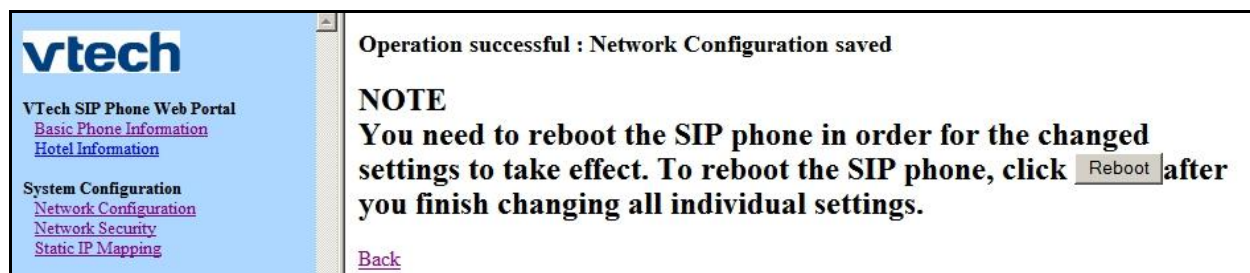 vtech
VTech SIP Phone Web Portal
Basic Phone Information
Hotel Information
System Configuration
Network Configuration
Network Security
Static IP Mapping
Operation successful : Network Configuration saved
NOTE
You need to reboot the SIP phone in order for the changed
settings to take effect. To reboot the SIP phone, click Reboot after
you finish changing all individual settings.
Back